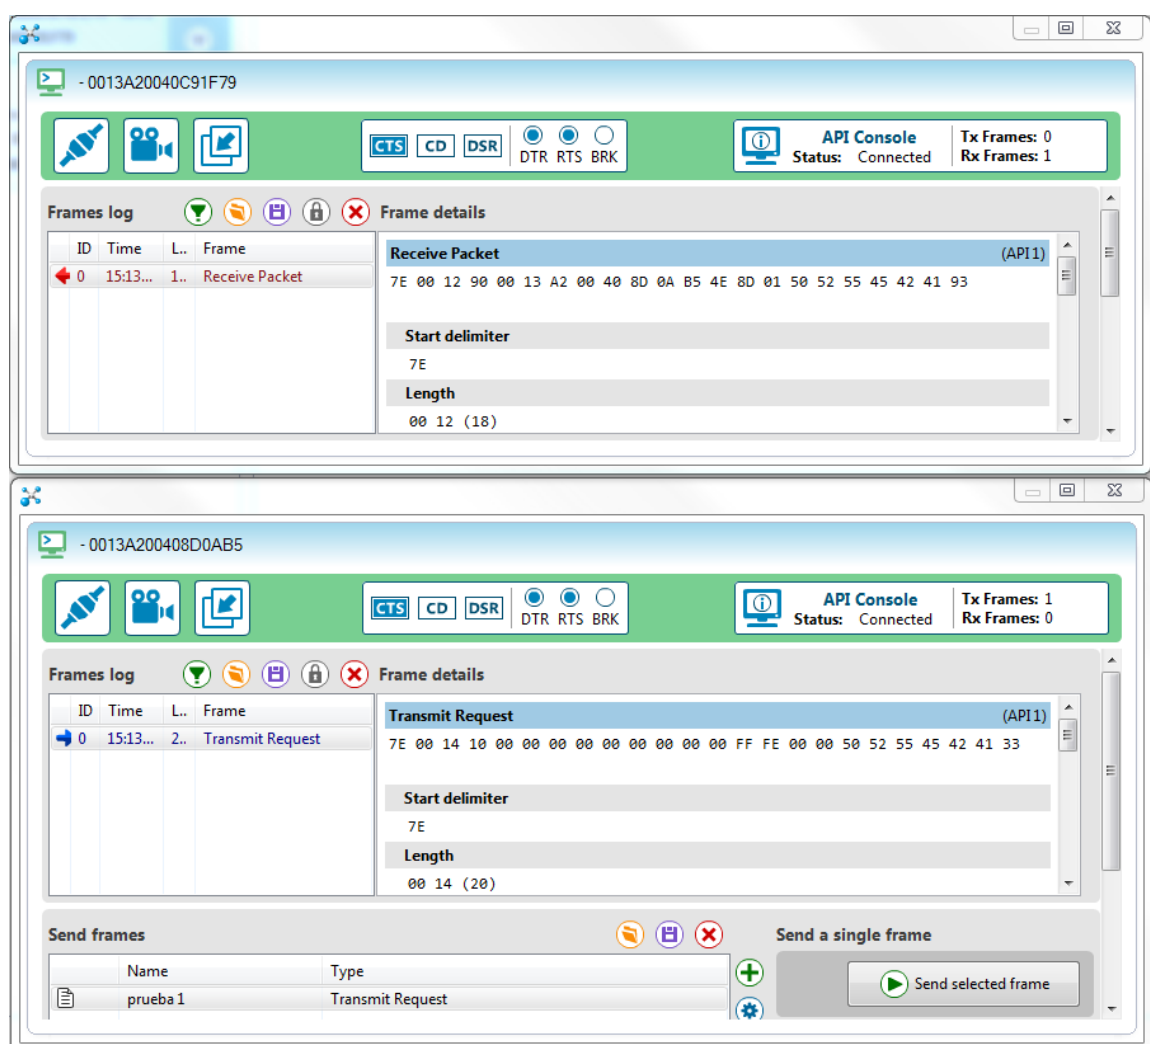 - 0013A20040C91F79
CTS CD DSR DTR RTS BRK
API Console
Status: Connected
Tx Frames: 0
Rx Frames: 1
Frames log
Frame details
ID Time L.. Frame
0 15:13... 1.. Receive Packet
Receive Packet (API 1)
7E 00 12 90 00 13 A2 00 40 8D 0A B5 4E 8D 01 50 52 55 45 42 41 93
Start delimiter
7E
Length
00 12 (18)
- 0013A200408D0AB5
CTS CD DSR DTR RTS BRK
API Console
Status: Connected
Tx Frames: 1
Rx Frames: 0
Frames log
Frame details
ID Time L.. Frame
0 15:13... 2.. Transmit Request
Transmit Request (API 1)
7E 00 14 10 00 00 00 00 00 00 00 00 00 FF FE 00 00 50 52 55 45 42 41 33
Start delimiter
7E
Length
00 14 (20)
Send frames
Send a single frame
Name Type
prueba 1 Transmit Request
Send selected frame